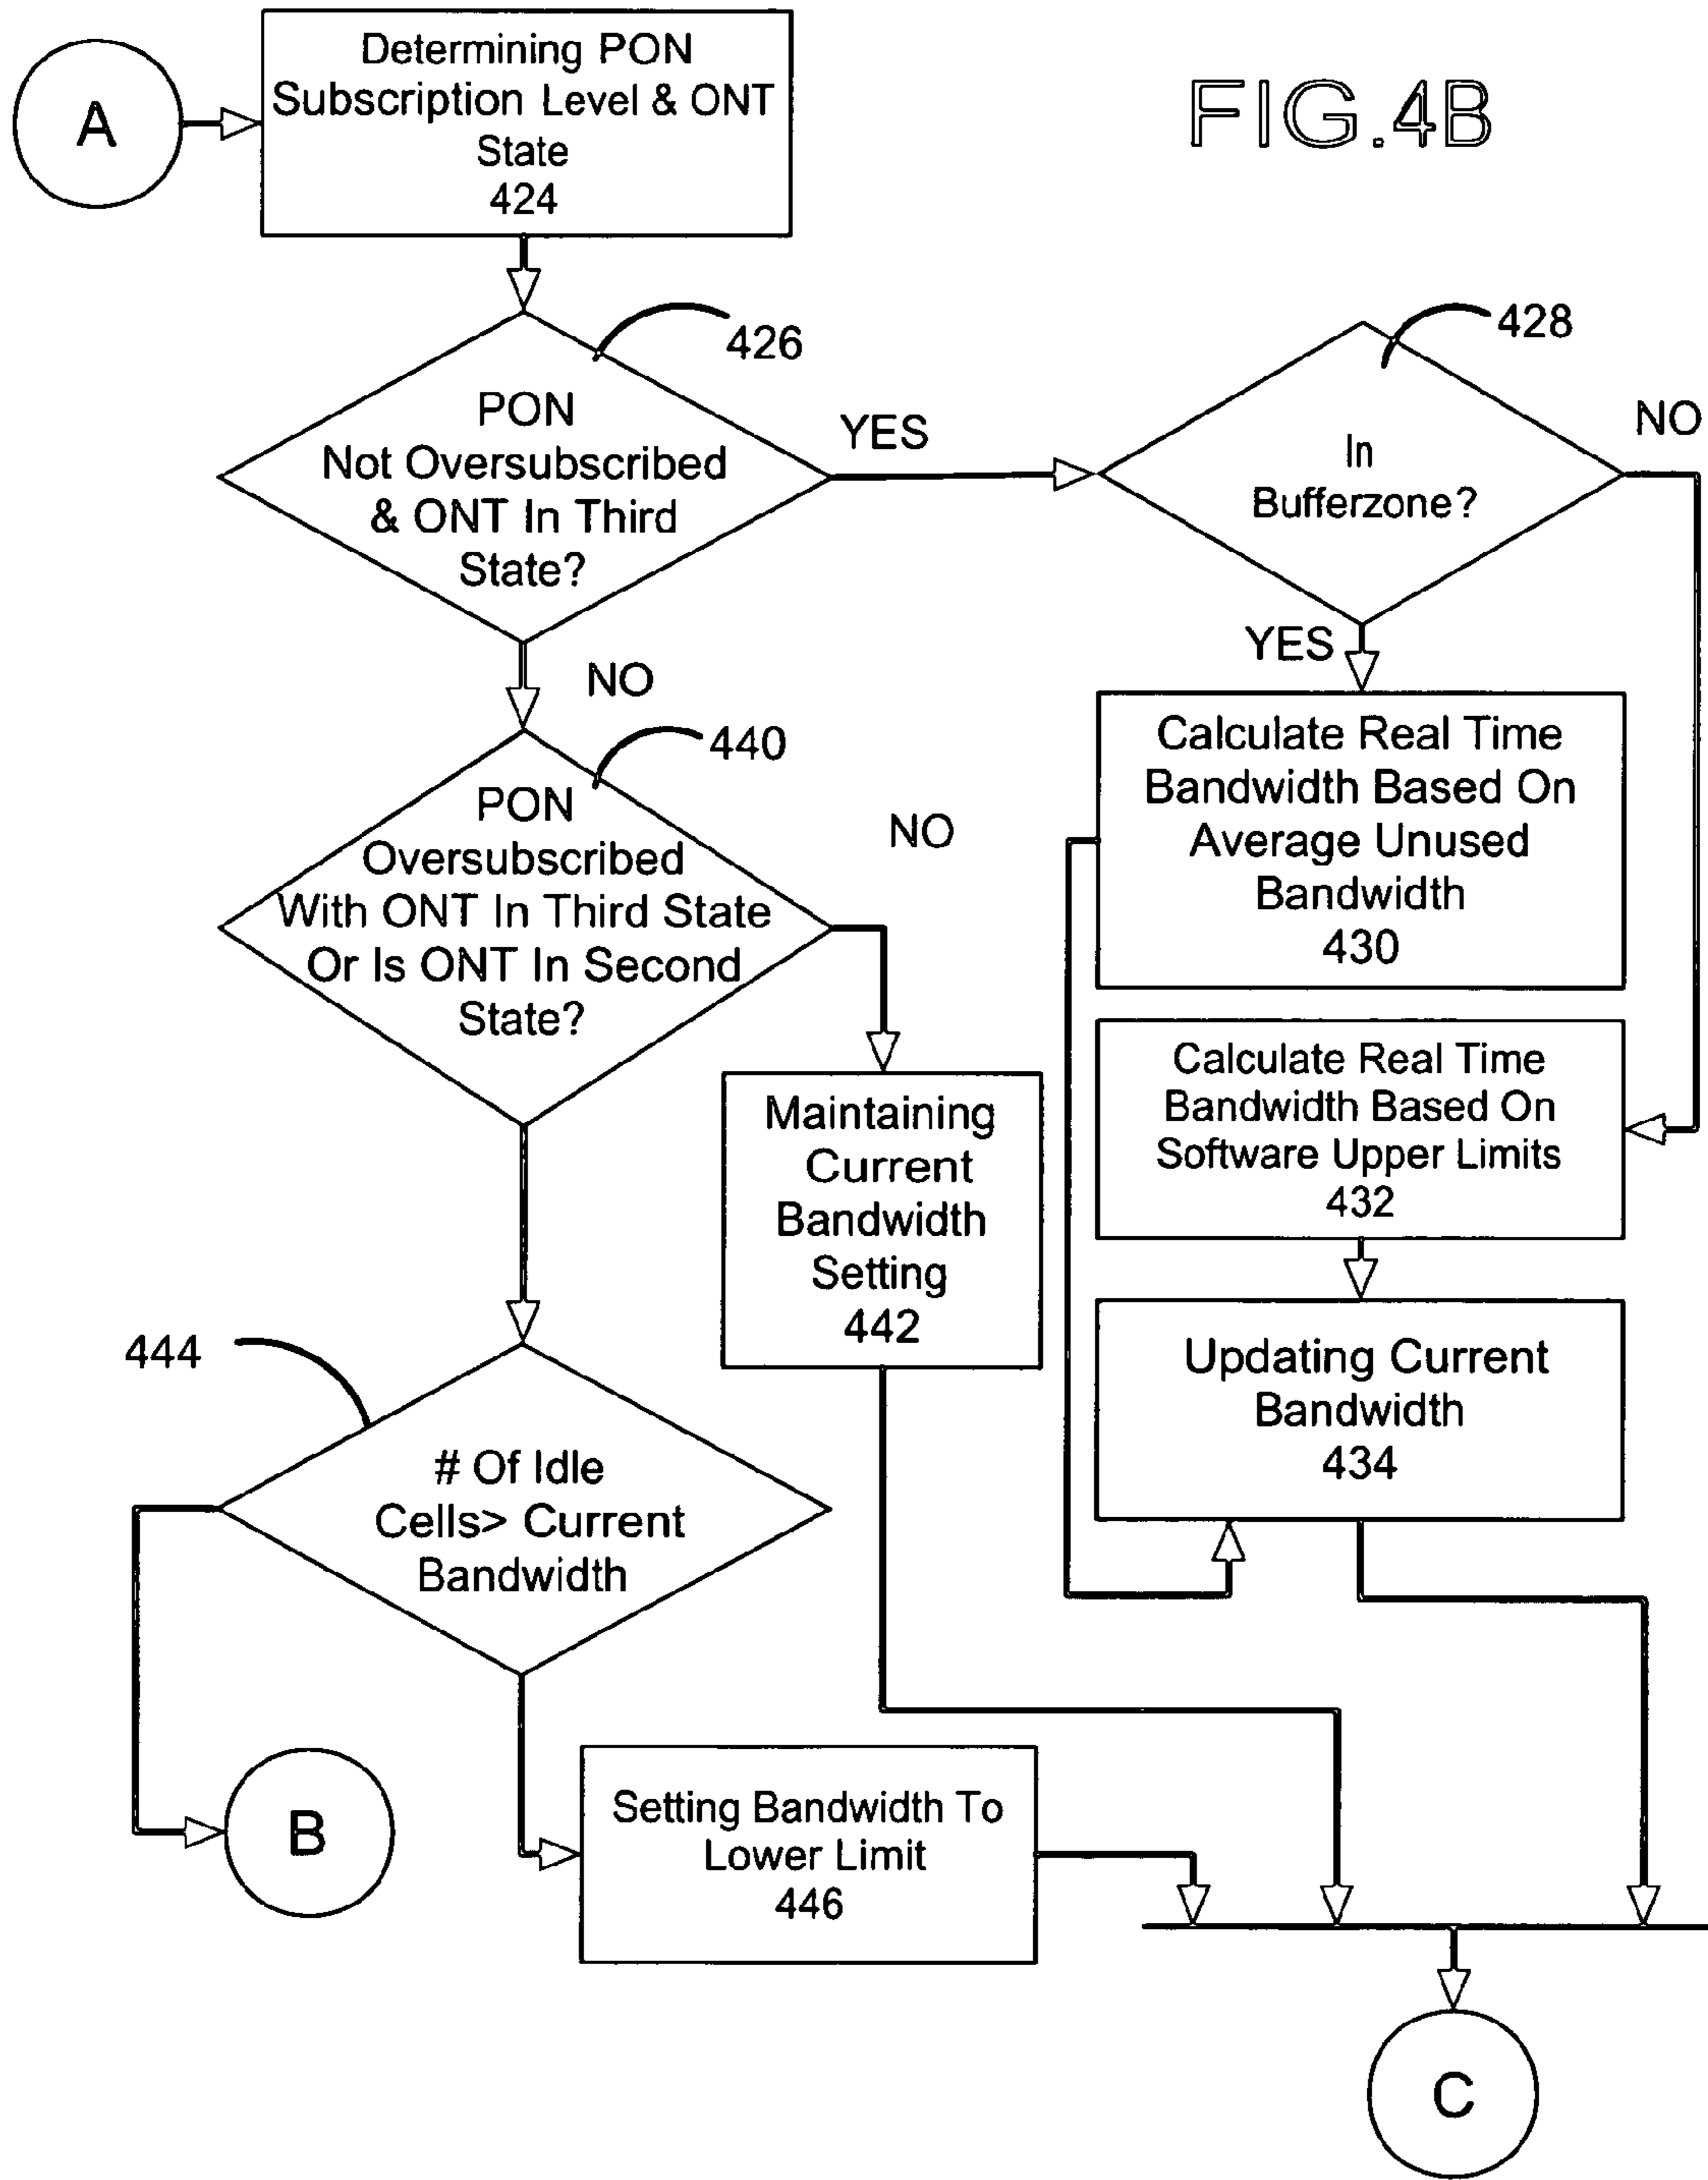 FIG.4B
A
Determining PON
Subscription Level & ONT
State
424
426
PON
Not Oversubscribed
& ONT In Third
State?
YES
NO
428
In
Bufferzone?
NO
YES
Calculate Real Time
Bandwidth Based On
Average Unused
Bandwidth
430
Calculate Real Time
Bandwidth Based On
Software Upper Limits
432
Updating Current
Bandwidth
434
440
PON
Oversubscribed
With ONT In Third State
Or Is ONT In Second
State?
NO
Maintaining
Current
Bandwidth
Setting
442
444
# Of Idle
Cells> Current
Bandwidth
B
Setting Bandwidth To
Lower Limit
446
C